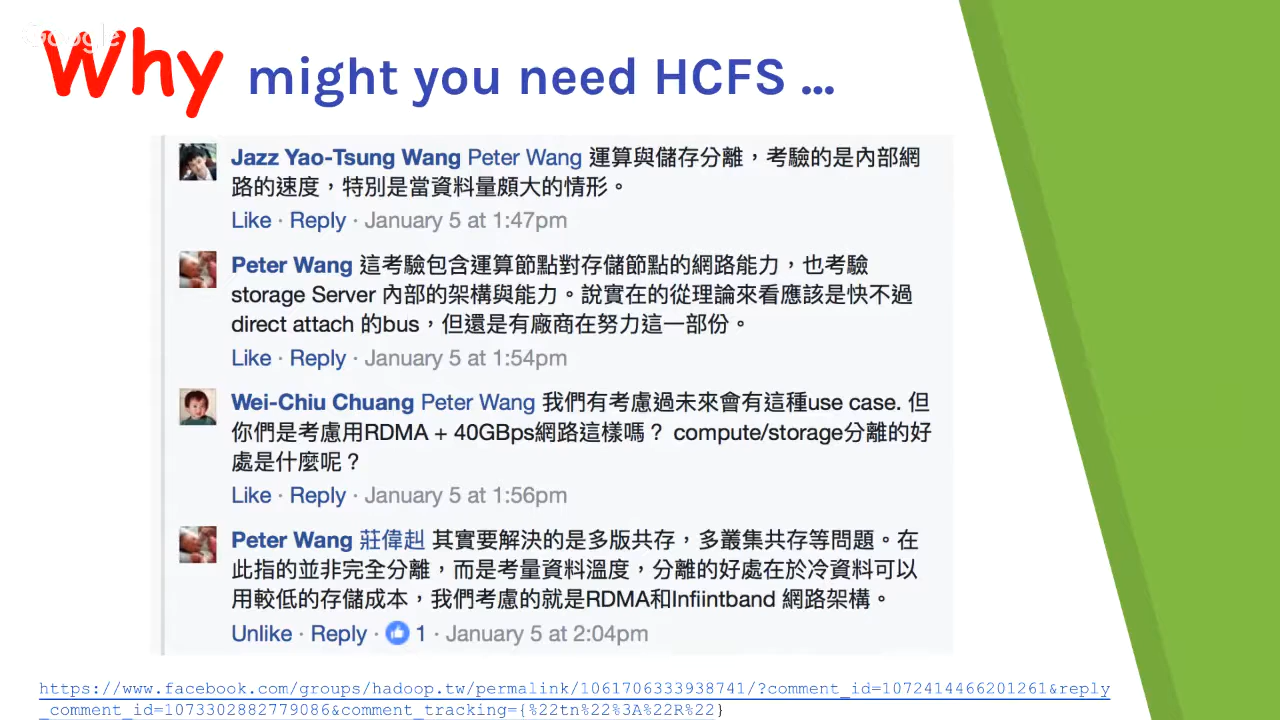 Google
Why might you need HCFS ...
Jazz Yao-Tsung Wang Peter Wang 運算與儲存分離，考驗的是內部網
路的速度，特別是當資料量頗大的情形。
Like · Reply · January 5 at 1:47pm
Peter Wang 這考驗包含運算節點對存儲節點的網路能力，也考驗
storage Server 內部的架構與能力。說實在的從理論來看應該是快不過
direct attach 的bus，但還是有廠商在努力這一部份。
Like · Reply · January 5 at 1:54pm
Wei-Chiu Chuang Peter Wang 我們有考慮過未來會有這種use case. 但
你們是考慮用RDMA + 40GBps網路這樣嗎？ compute/storage分離的好
處是什麼呢？
Like · Reply · January 5 at 1:56pm
Peter Wang 莊偉赳 其實要解決的是多版共存，多叢集共存等問題。在
此指的並非完全分離，而是考量資料溫度，分離的好處在於冷資料可以
用較低的存儲成本，我們考慮的就是RDMA和Infiintband 網路架構。
Unlike · Reply · 1 · January 5 at 2:04pm
https://www.facebook.com/groups/hadoop.tw/permalink/1061706333938741/?comment_id=1072414466201261&reply
_comment_id=1073302882779086&comment_tracking={%22tn%22%3A%22R%22}